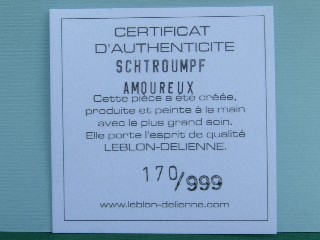 CERTIFICAT
D'AUTHENTICITE
SCHTROUMPF
AMOUREUX
Cette pièce a été créée,
produite et peinte à la main
avec le plus grand soin.
Elle porte l'esprit de qualité
LEBLON-DELIENNE.
170/999
www.leblon-delienne.com